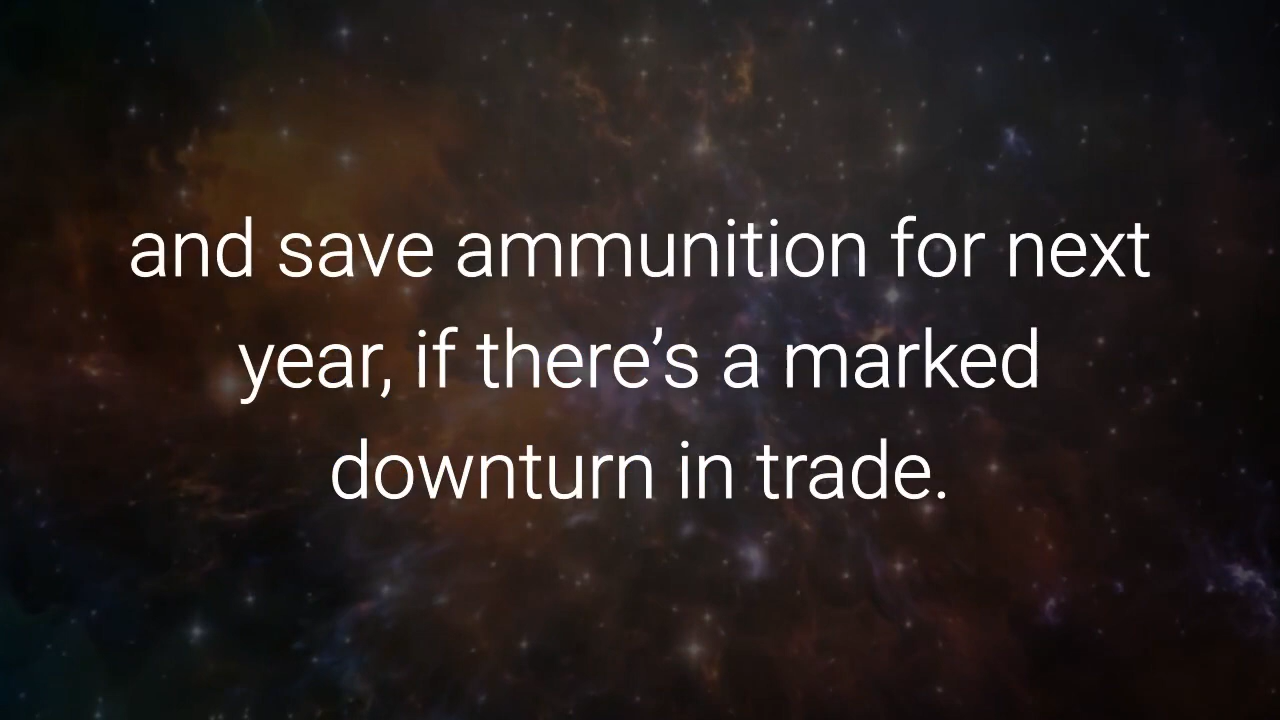 and save ammunition for next
year, if there’s a marked
downturn in trade.